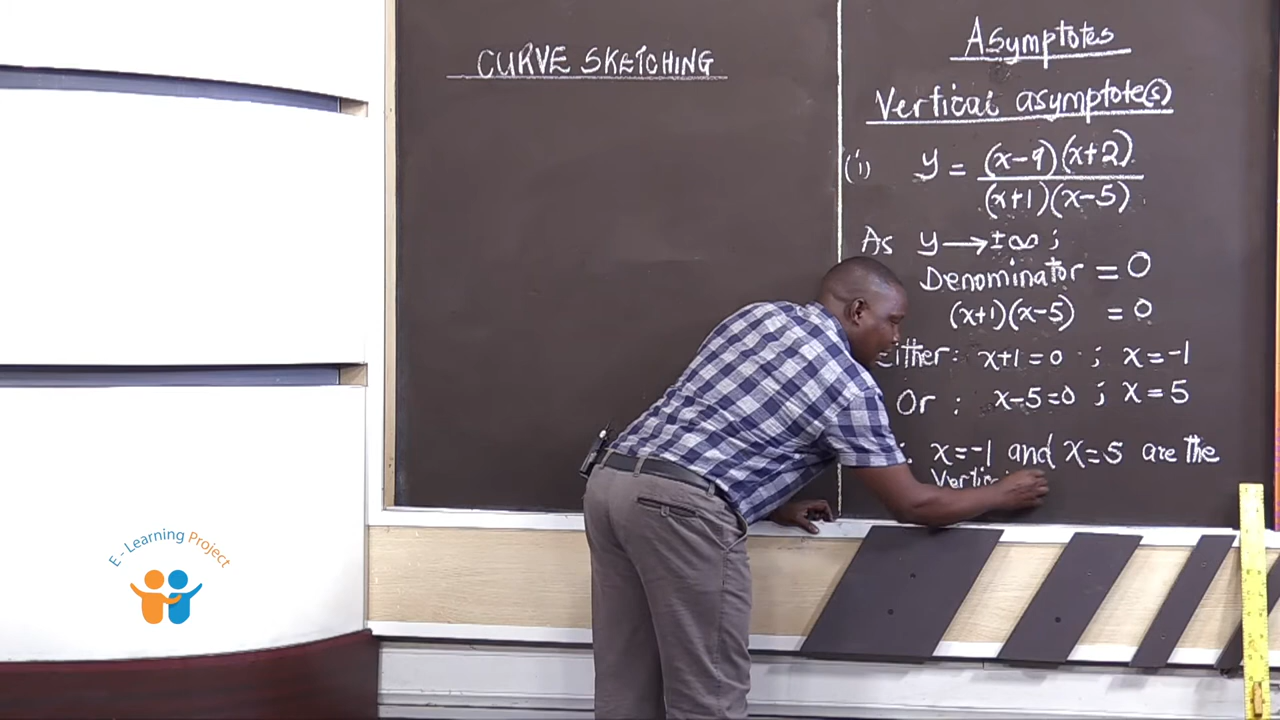 CURVE SKETCHING
Asymptotes
Vertical asymptote(s)
(i) y = (x-9)(x+2) / (x+1)(x-5)
As y → ±∞ ;
Denominator = 0
(x+1)(x-5) = 0
Either : x+1 = 0 ; x = -1
Or : x-5 = 0 ; x = 5
x = -1 and x = 5 are the
E - Learning Project